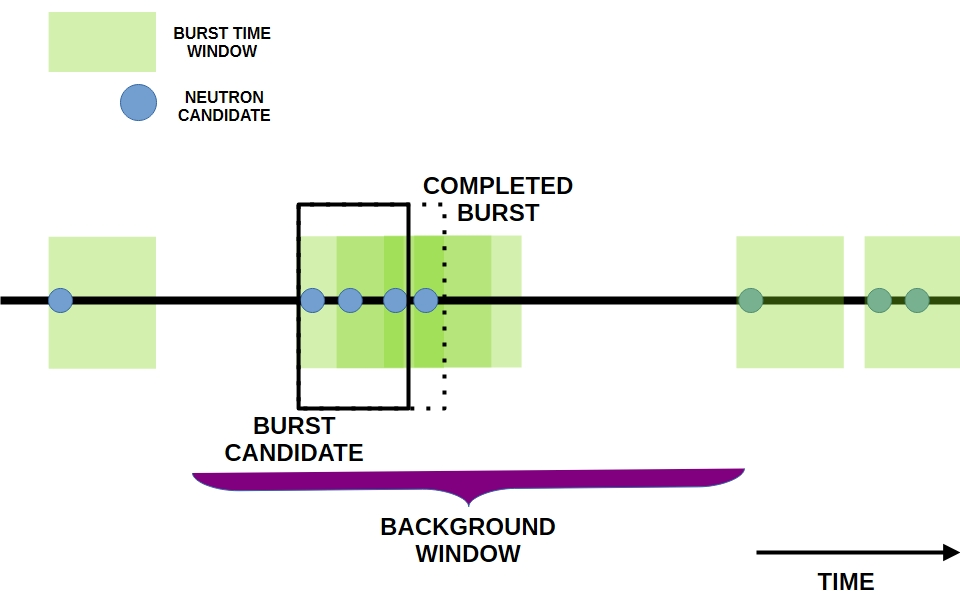 BURST TIME
WINDOW
NEUTRON
CANDIDATE
COMPLETED
BURST
BURST
CANDIDATE
BACKGROUND
WINDOW
TIME